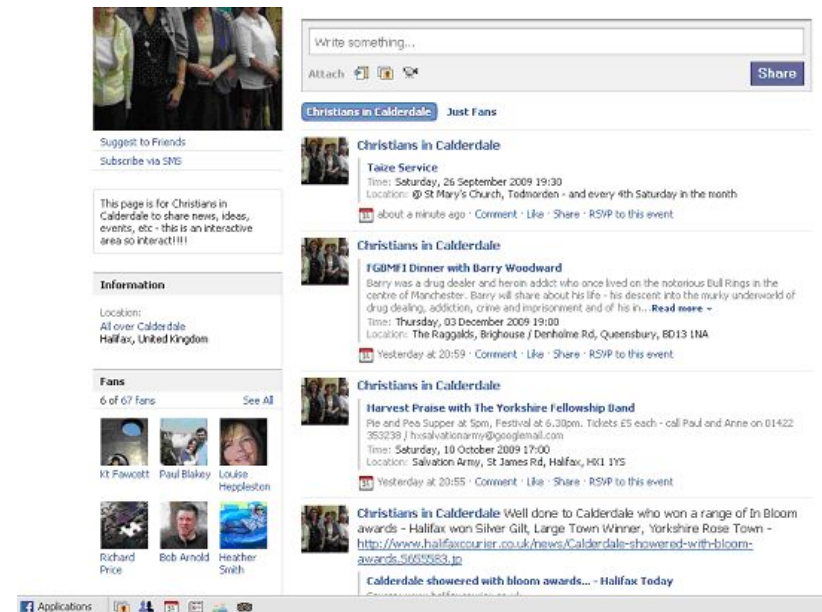 Write something...
Attach
Share
Christians in Calderdale
Just Fans
Suggest to Friends
Subscribe via SMS
This page is for Christians in
Calderdale to share news, ideas,
events, etc - this is an interactive
area so interact!!!!
Information
Location:
All over Calderdale
Halifax, United Kingdom
Fans
6 of 67 fans
See All
Kt Fawcett
Paul Blakey
Louise
Heppleston
Richard
Price
Bob Arnold
Heather
Smith
Christians in Calderdale
Taize Service
Time: Saturday, 26 September 2009 19:30
Location: @ St Mary's Church, Todmorden - and every 4th Saturday in the month
31 about a minute ago · Comment · Like · Share · RSVP to this event
Christians in Calderdale
FGBMFI Dinner with Barry Woodward
Barry was a drug dealer and heroin addict who once lived on the notorious Bull Rings in the
centre of Manchester. Barry will share about his life - his descent into the murky underworld of
drug dealing, addiction, crime and imprisonment and of his in...Read more
Time: Thursday, 03 December 2009 19:00
Location: The Raggalds, Brighouse / Denholme Rd, Queensbury, BD13 1NA
31 Yesterday at 20:59 · Comment · Like · Share · RSVP to this event
Christians in Calderdale
Harvest Praise with The Yorkshire Fellowship Band
Pie and Pea Supper at 5pm, Festival at 6.30pm. Tickets £5 each - call Paul and Anne on 01422
353238 / hxsalvationarmy@googlemail.com
Time: Saturday, 10 October 2009 17:00
Location: Salvation Army, St James Rd, Halifax, HX1 1YS
31 Yesterday at 20:55 · Comment · Like · Share · RSVP to this event
Christians in Calderdale Well done to Calderdale who won a range of In Bloom
awards - Halifax won Silver Gilt, Large Town Winner, Yorkshire Rose Town -
http://www.halifaxcourier.co.uk/news/Calderdale-showered-with-bloom-
awards.5655583.jp
Calderdale showered with bloom awards... - Halifax Today
Applications